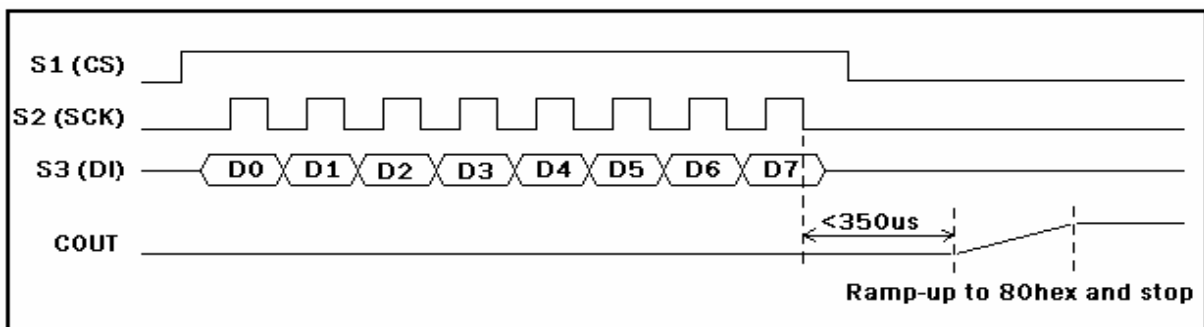 S1 (CS)
S2 (SCK)
S3 (DI)
D0 D1 D2 D3 D4 D5 D6 D7
<350us
COUT
Ramp-up to 80hex and stop